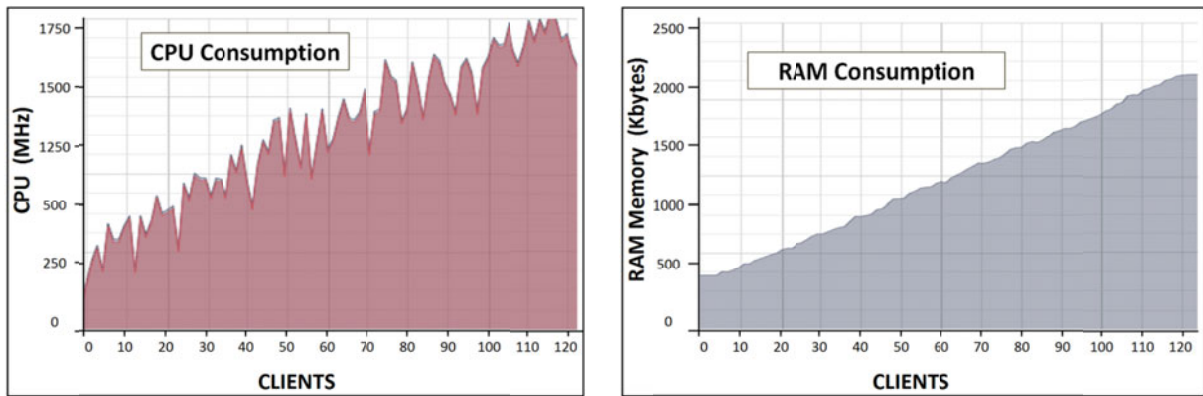 CPU Consumption
CPU (MHz)
1750
1500
1250
500
250
0
0 10 20 30 40 50 60 70 80 90 100 110 120
CLIENTS
RAM Consumption
RAM Memory (Kbytes)
2500
2000
1500
1000
500
0
0 10 20 30 40 50 60 70 80 90 100 110 120
CLIENTS